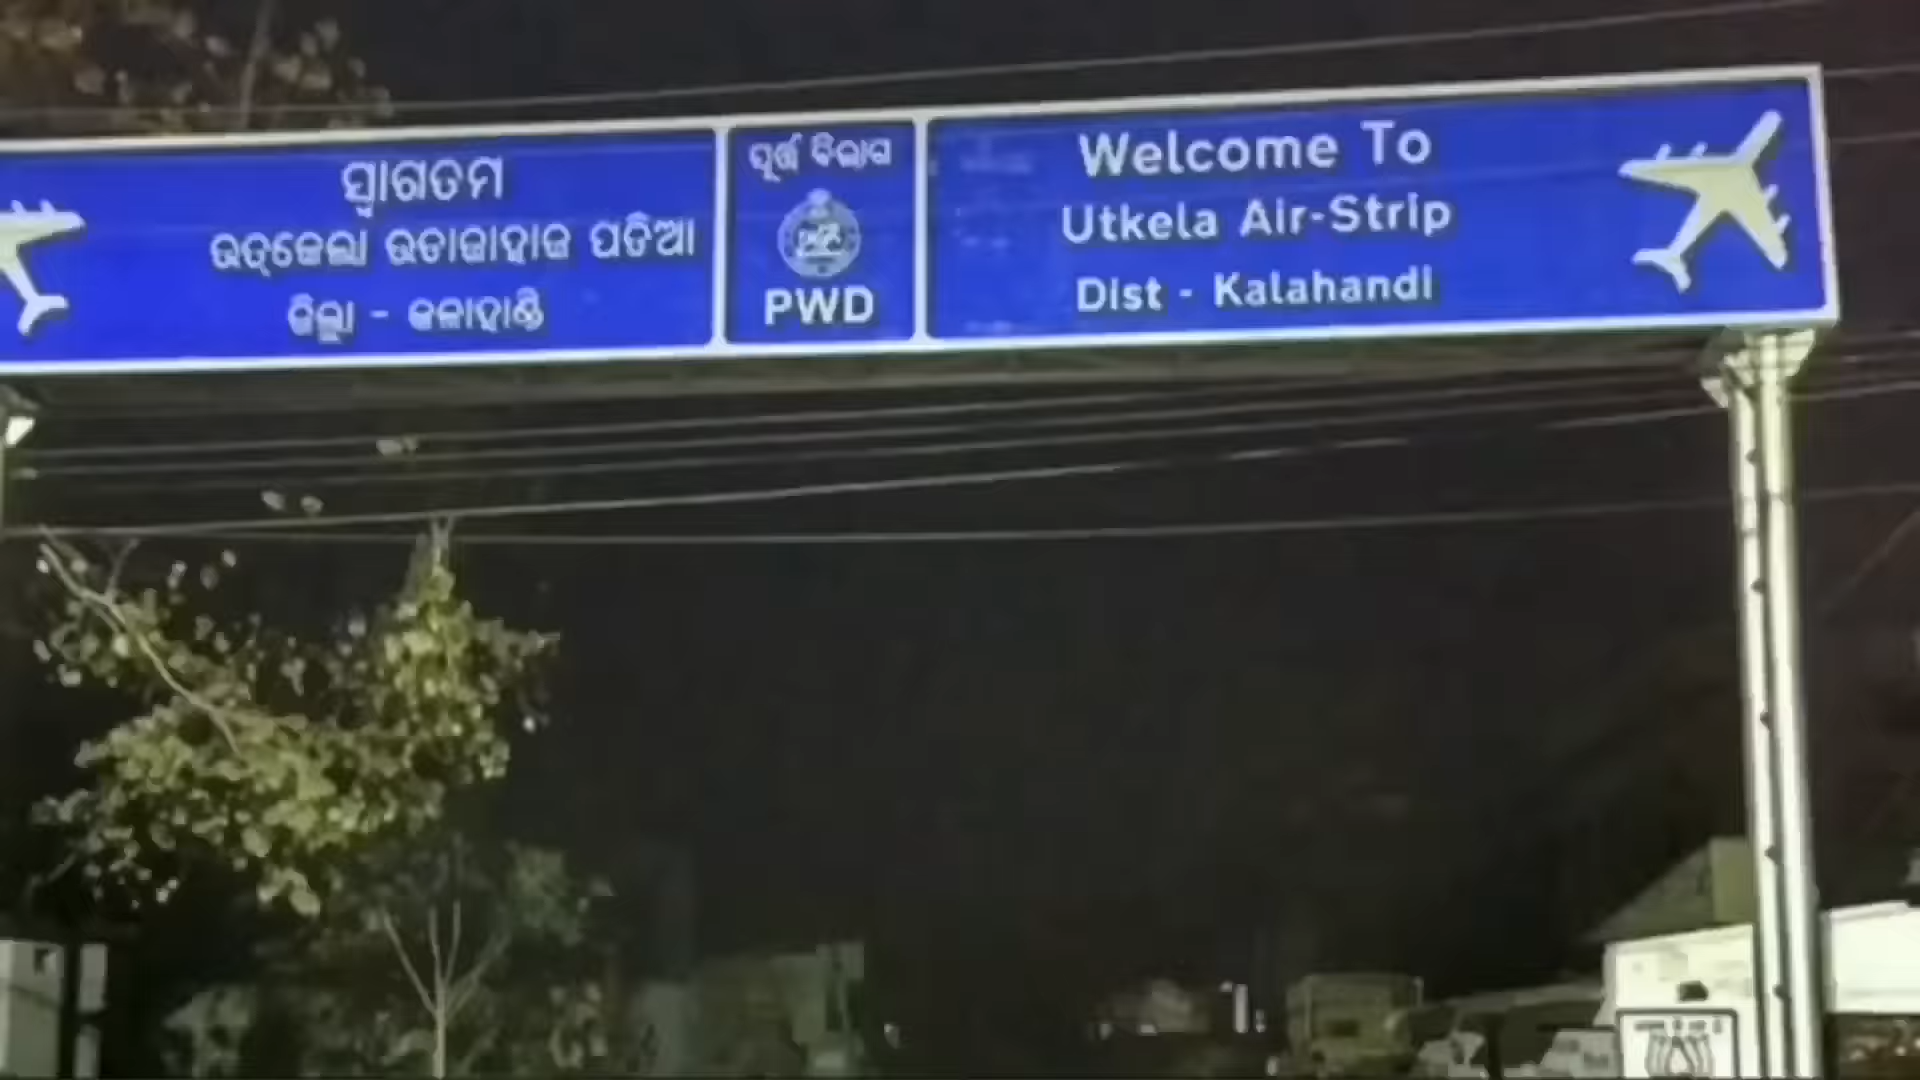 ସ୍ୱାଗତମ
ଉତ୍କେଲା ଉଡାଜାହାଜ ପଡିଆ
ଜିଲ୍ଲା - କଳାହାଣ୍ଡି
ପୂର୍ତ୍ତ ବିଭାଗ
PWD
Welcome To
Utkela Air-Strip
Dist - Kalahandi